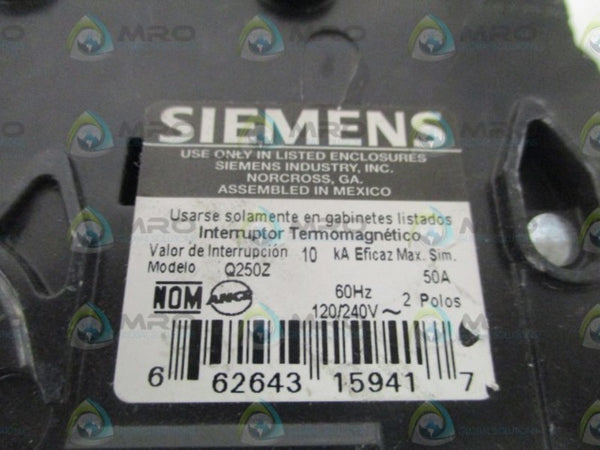 SIEMENS
USE ONLY IN LISTED ENCLOSURES
SIEMENS INDUSTRY, INC.
NORCROSS, GA.
ASSEMBLED IN MEXICO
Usarse solamente en gabinetes listados
Interruptor Termomagnético
Valor de Interrupción 10 kA Eficaz Max. Sim.
Modelo Q250Z 50A
NOM ANCE 60Hz
120/240V ~ 2 Polos
6 62643 15941 7
MRO